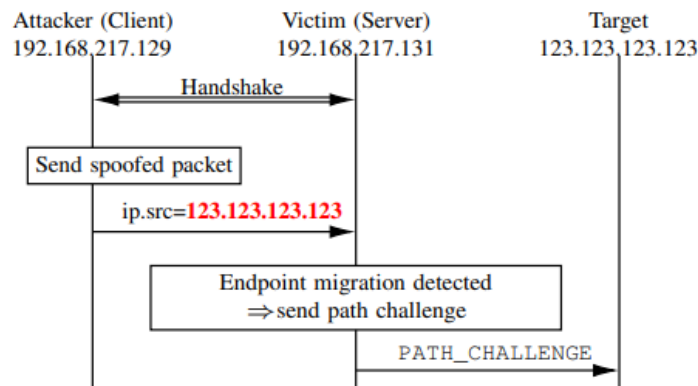 Attacker (Client) Victim (Server) Target
192.168.217.129 192.168.217.131 123.123.123.123
Handshake
Send spoofed packet
ip.src=123.123.123.123
Endpoint migration detected
⇒send path challenge
PATH_CHALLENGE